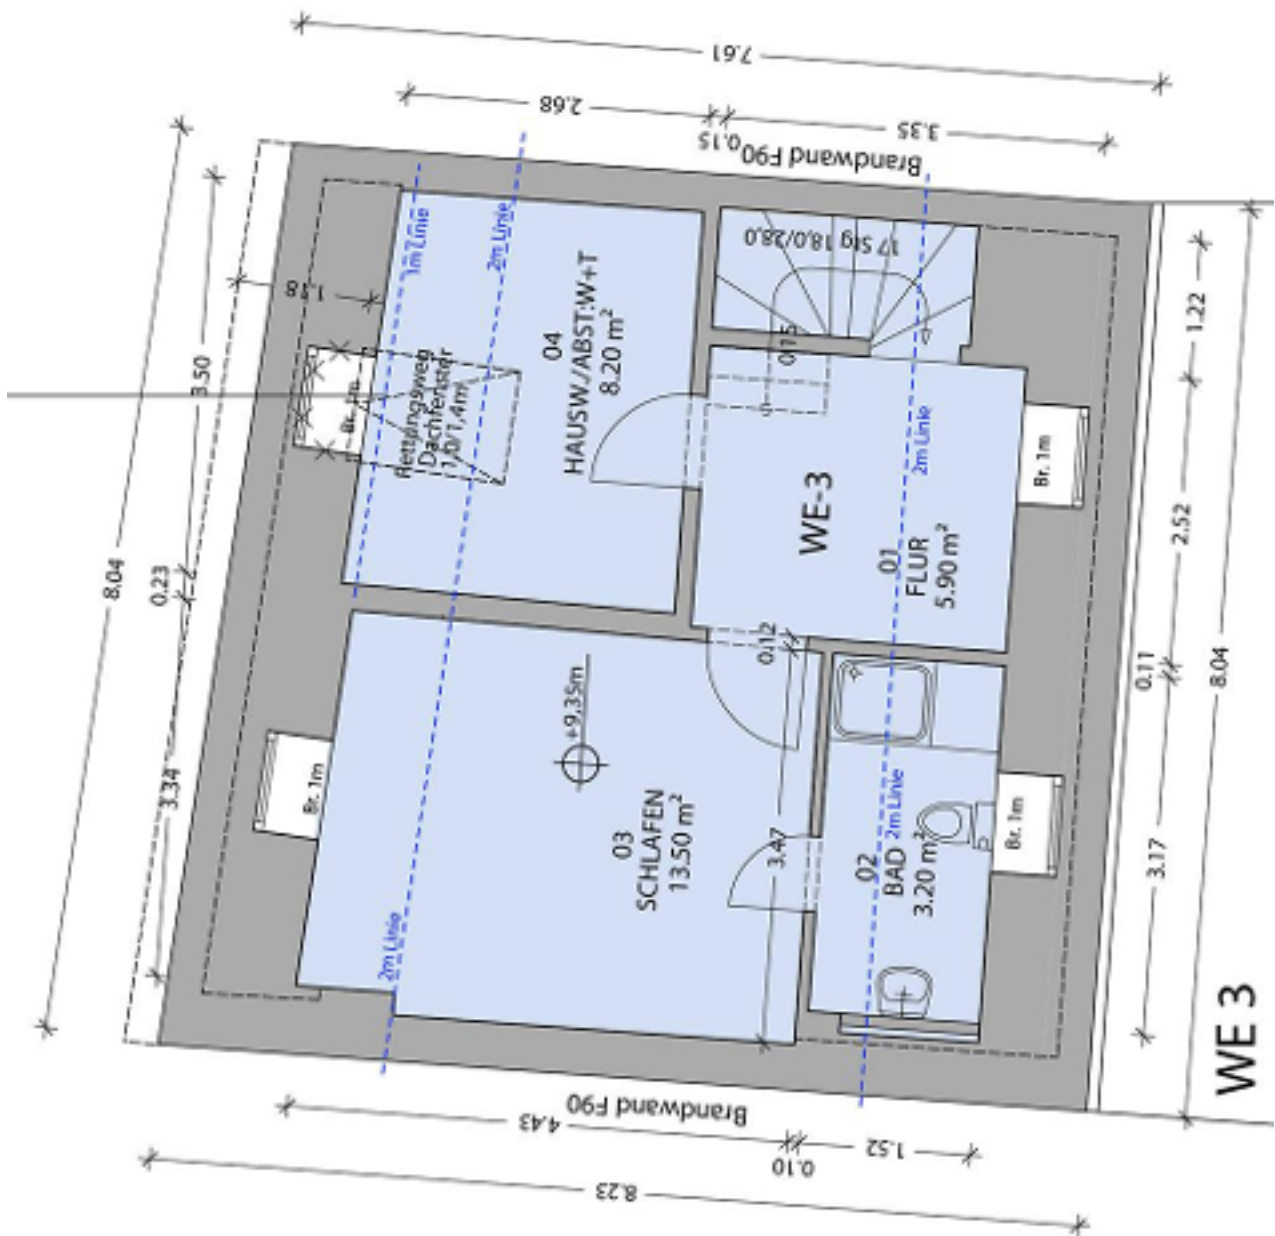 7.61
2.68
0.15
3.35
Brandwand F90
8.04
3.50
0.23
3.34
1m Linie
2m Linie
17 Stg 18,0/28,0
0.15
04
HAUSW./ABST:W+T
8.20 m²
Rettungsweg
Dachfenster
1,0/1,4m
Br. 1m
WE-3
2m Linie
01
FLUR
5.90 m²
Br. 1m
1.22
2.52
0.11
3.17
8.04
0.12
+9,35m
03
SCHLAFEN
13.50 m²
Br. 1m
2m Linie
3.47
02
BAD
3.20 m²
2m Linie
Br. 1m
Brandwand F90
4.43
0.10
1.52
8.23
WE 3